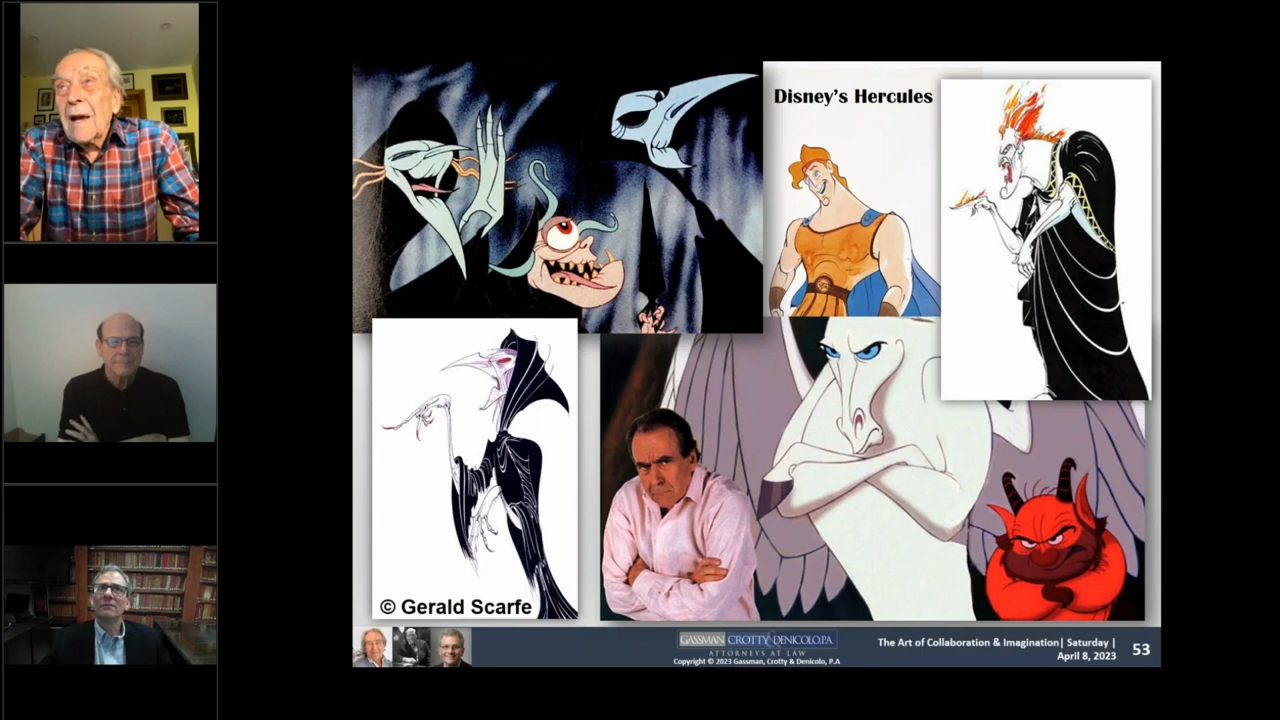 Disney's Hercules
© Gerald Scarfe
GASSMAN CROTTY DENICOLO, P.A.
ATTORNEYS AT LAW
Copyright © 2023 Gassman, Crotty & Denicolo, P.A
The Art of Collaboration & Imagination| Saturday |
April 8, 2023
53